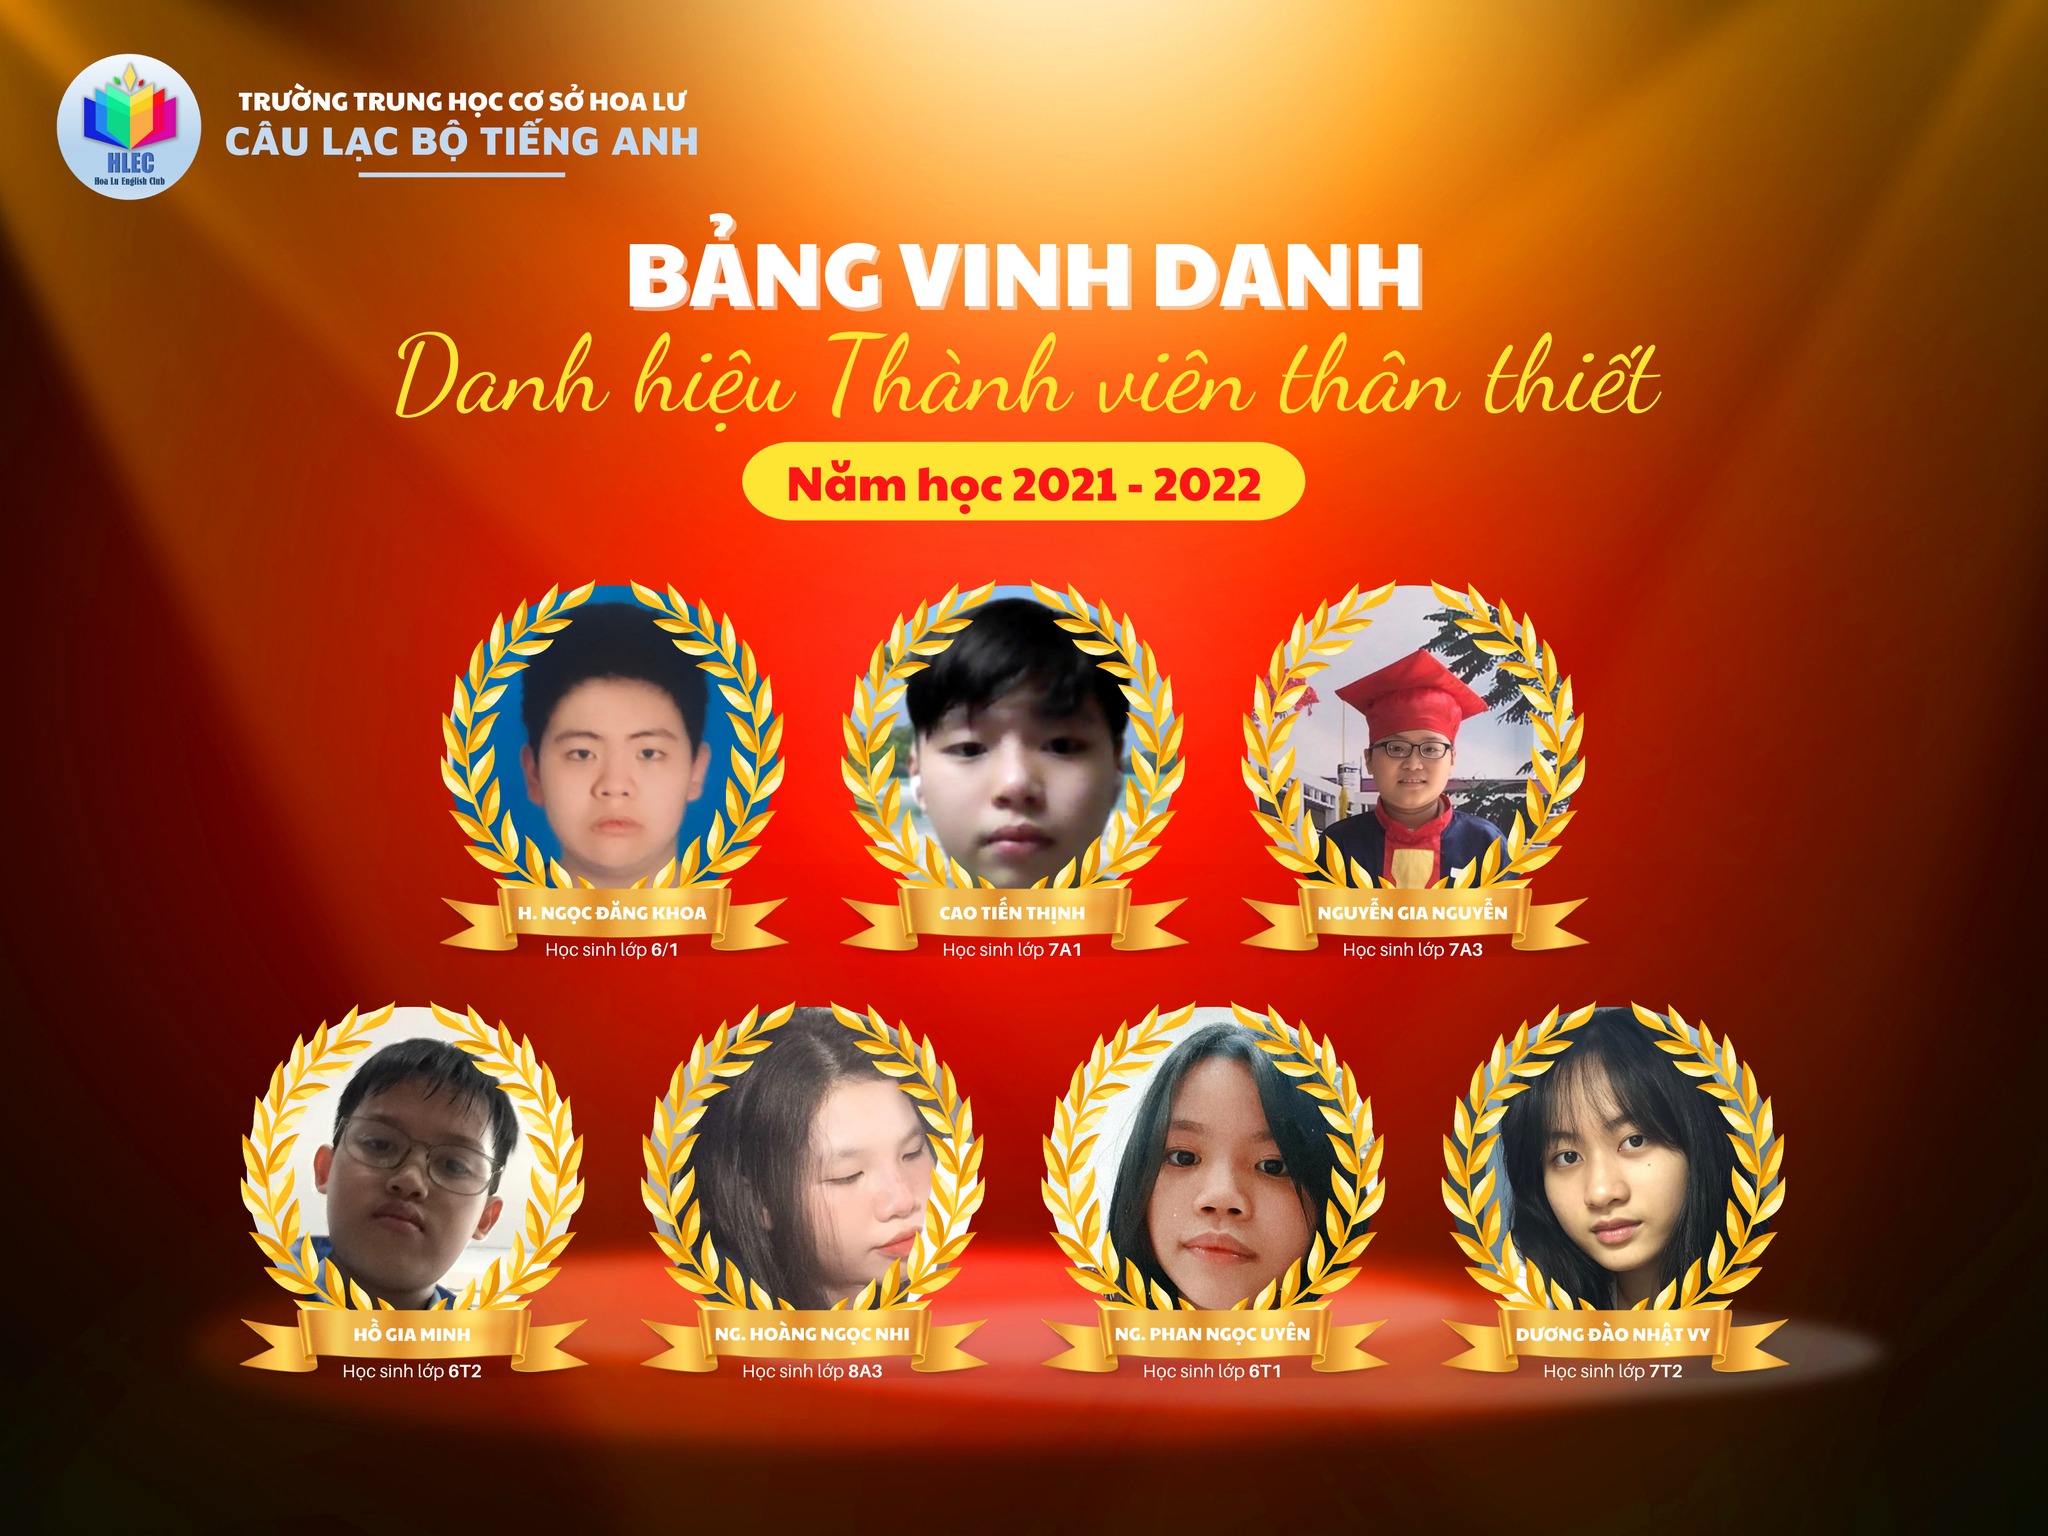 HLEC
Hoa Lu English Club
TRƯỜNG TRUNG HỌC CƠ SỞ HOA LƯ
CÂU LẠC BỘ TIẾNG ANH
BẢNG VINH DANH
Danh hiệu Thành viên thân thiết
Năm học 2021 - 2022
H. NGỌC ĐĂNG KHOA
Học sinh lớp 6/1
CAO TIẾN THỊNH
Học sinh lớp 7A1
NGUYỄN GIA NGUYỄN
Học sinh lớp 7A3
HỒ GIA MINH
Học sinh lớp 6T2
NG. HOÀNG NGỌC NHI
Học sinh lớp 8A3
NG. PHAN NGỌC UYÊN
Học sinh lớp 6T1
DƯƠNG ĐÀO NHẬT VY
Học sinh lớp 7T2